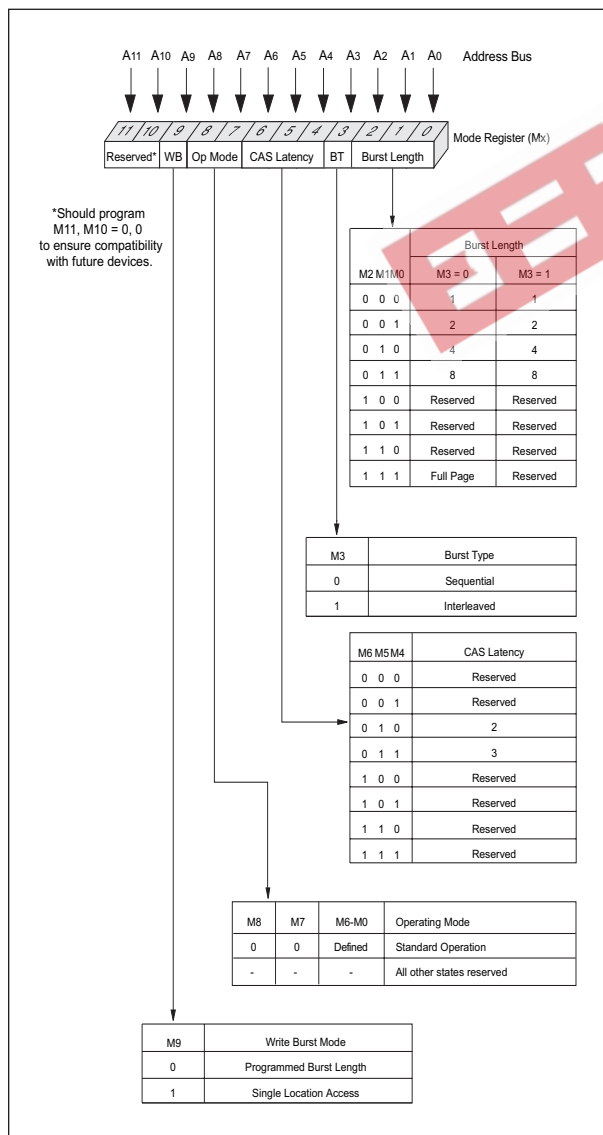 A11 A10 A9 A8 A7 A6 A5 A4 A3 A2 A1 A0 Address Bus
11 10 9 8 7 6 5 4 3 2 1 0 Mode Register (Mx)
Reserved* WB Op Mode CAS Latency BT Burst Length
*Should program
M11, M10 = 0, 0
to ensure compatibility
with future devices.
Burst Length
M2 M1 M0 M3 = 0 M3 = 1
0 0 0 1 1
0 0 1 2 2
0 1 0 4 4
0 1 1 8 8
1 0 0 Reserved Reserved
1 0 1 Reserved Reserved
1 1 0 Reserved Reserved
1 1 1 Full Page Reserved
M3 Burst Type
0 Sequential
1 Interleaved
M6 M5 M4 CAS Latency
0 0 0 Reserved
0 0 1 Reserved
0 1 0 2
0 1 1 3
1 0 0 Reserved
1 0 1 Reserved
1 1 0 Reserved
1 1 1 Reserved
M8 M7 M6-M0 Operating Mode
0 0 Defined Standard Operation
- - - All other states reserved
M9 Write Burst Mode
0 Programmed Burst Length
1 Single Location Access